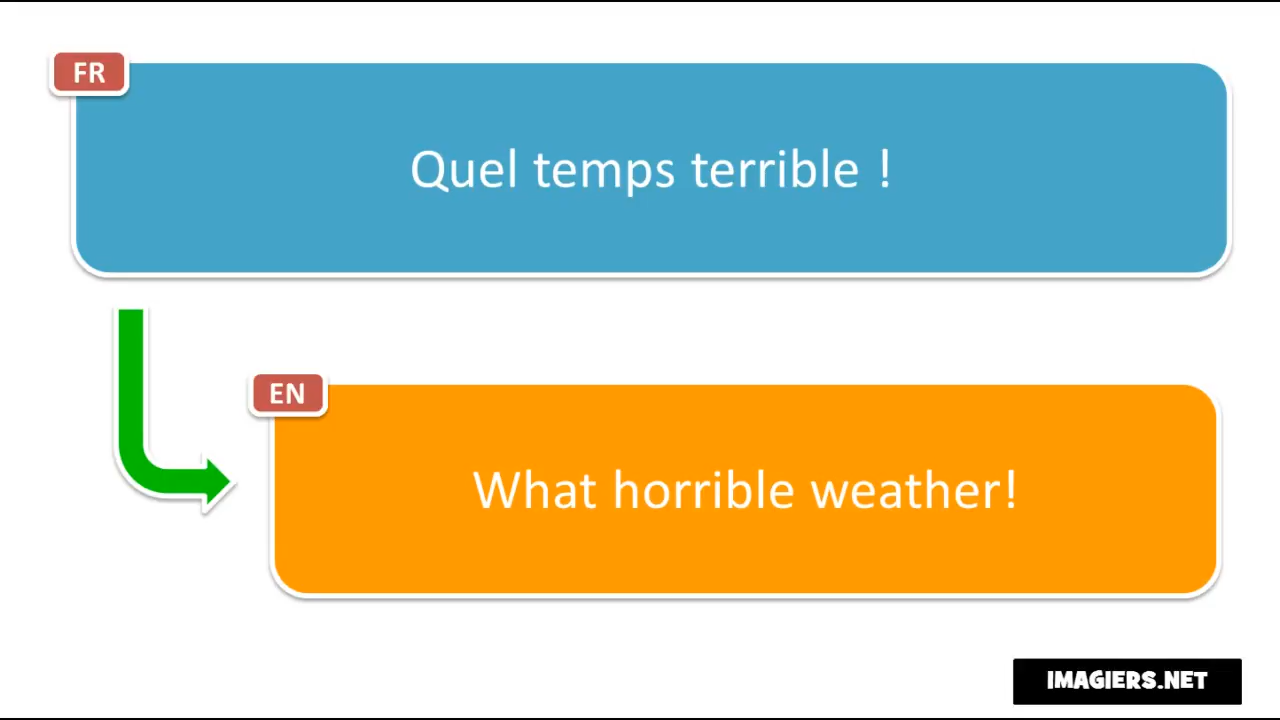 FR
Quel temps terrible !
EN
What horrible weather!
IMAGIERS.NET